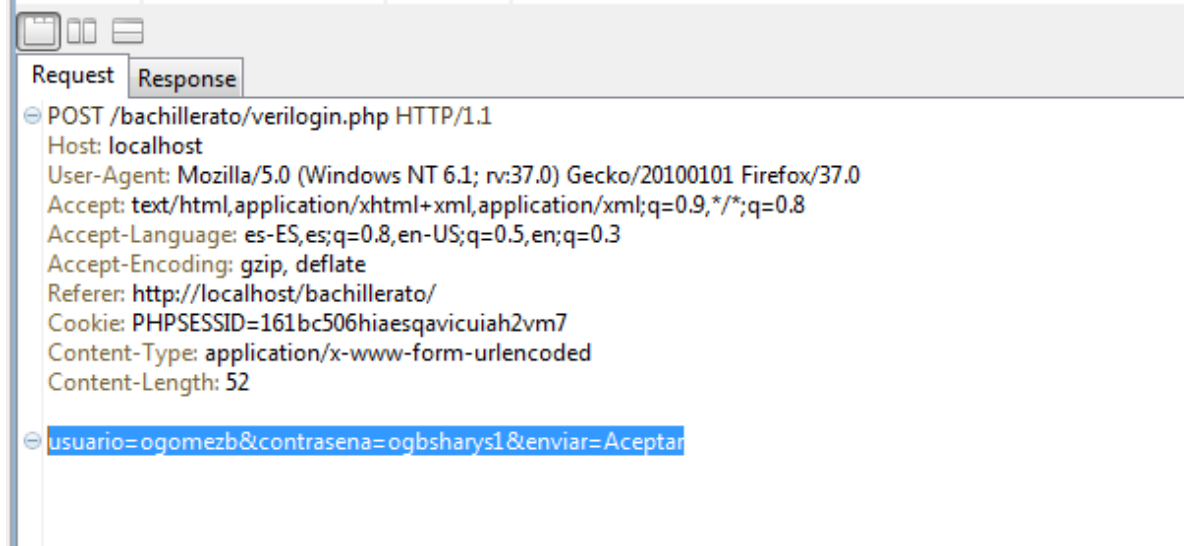 Request Response
POST /bachillerato/verilogin.php HTTP/1.1
Host: localhost
User-Agent: Mozilla/5.0 (Windows NT 6.1; rv:37.0) Gecko/20100101 Firefox/37.0
Accept: text/html,application/xhtml+xml,application/xml;q=0.9,*/*;q=0.8
Accept-Language: es-ES,es;q=0.8,en-US;q=0.5,en;q=0.3
Accept-Encoding: gzip, deflate
Referer: http://localhost/bachillerato/
Cookie: PHPSESSID=161bc506hiaesqavicuiah2vm7
Content-Type: application/x-www-form-urlencoded
Content-Length: 52
usuario=ogomezb&contrasena=ogbsharys1&enviar=Aceptar